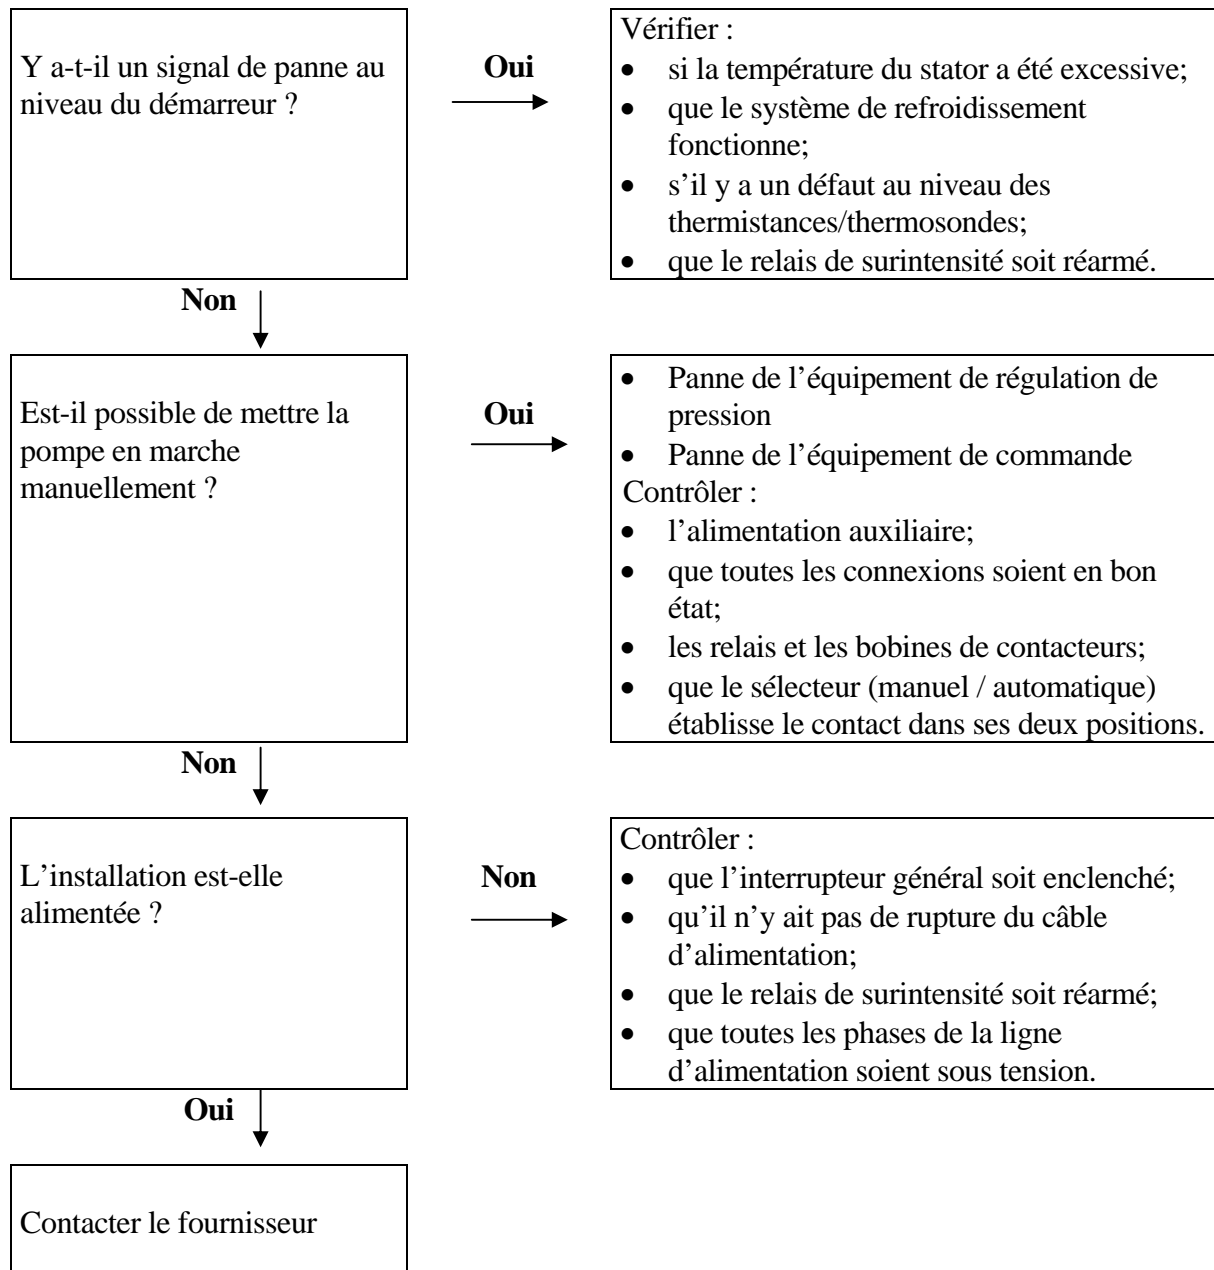 Y a-t-il un signal de panne au
niveau du démarreur ?
Oui
Vérifier :
• si la température du stator a été excessive;
• que le système de refroidissement
fonctionne;
• s’il y a un défaut au niveau des
thermistances/thermosondes;
• que le relais de surintensité soit réarmé.
Non
Est-il possible de mettre la
pompe en marche
manuellement ?
Oui
• Panne de l’équipement de régulation de
pression
• Panne de l’équipement de commande
Contrôler :
• l’alimentation auxiliaire;
• que toutes les connexions soient en bon
état;
• les relais et les bobines de contacteurs;
• que le sélecteur (manuel / automatique)
établisse le contact dans ses deux positions.
Non
L’installation est-elle
alimentée ?
Non
Contrôler :
• que l’interrupteur général soit enclenché;
• qu’il n’y ait pas de rupture du câble
d’alimentation;
• que le relais de surintensité soit réarmé;
• que toutes les phases de la ligne
d’alimentation soient sous tension.
Oui
Contacter le fournisseur